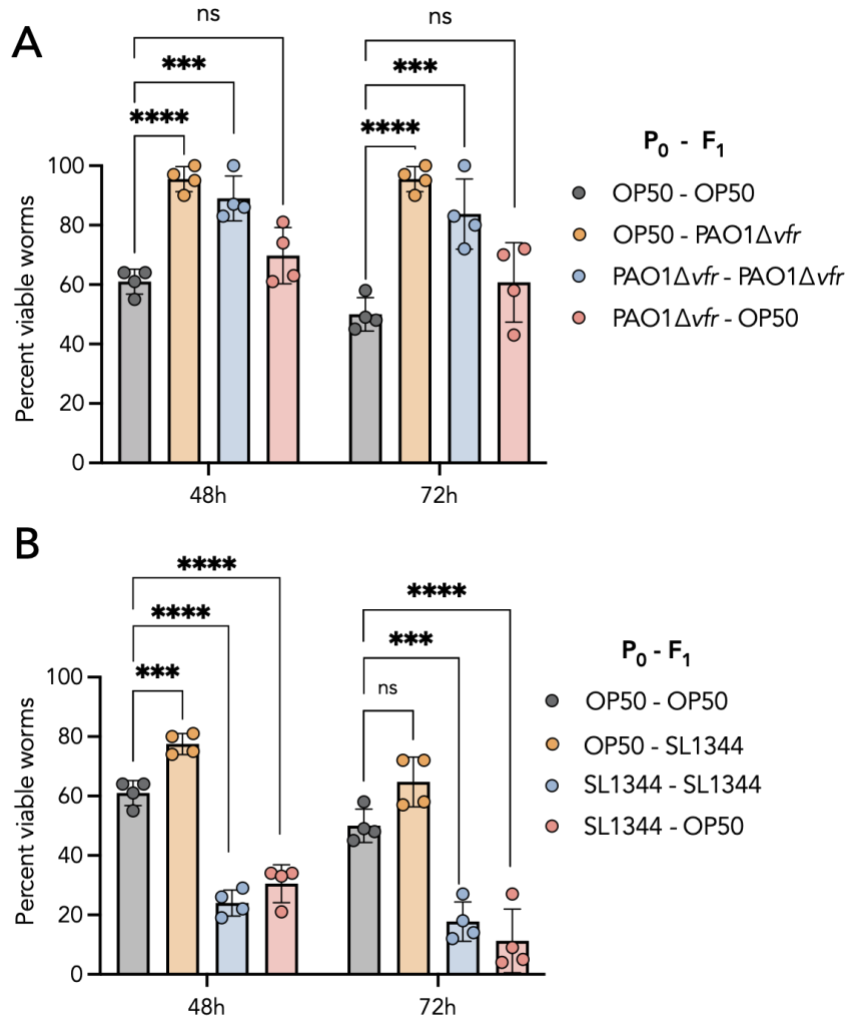 A
ns
ns
***
***
****
****
P0 - F1
OP50 - OP50
OP50 - PAO1Δvfr
PAO1Δvfr - PAO1Δvfr
PAO1Δvfr - OP50
Percent viable worms
100
80
60
40
20
0
48h
72h
B
****
****
****
***
***
ns
P0 - F1
OP50 - OP50
OP50 - SL1344
SL1344 - SL1344
SL1344 - OP50
Percent viable worms
100
80
60
40
20
0
48h
72h